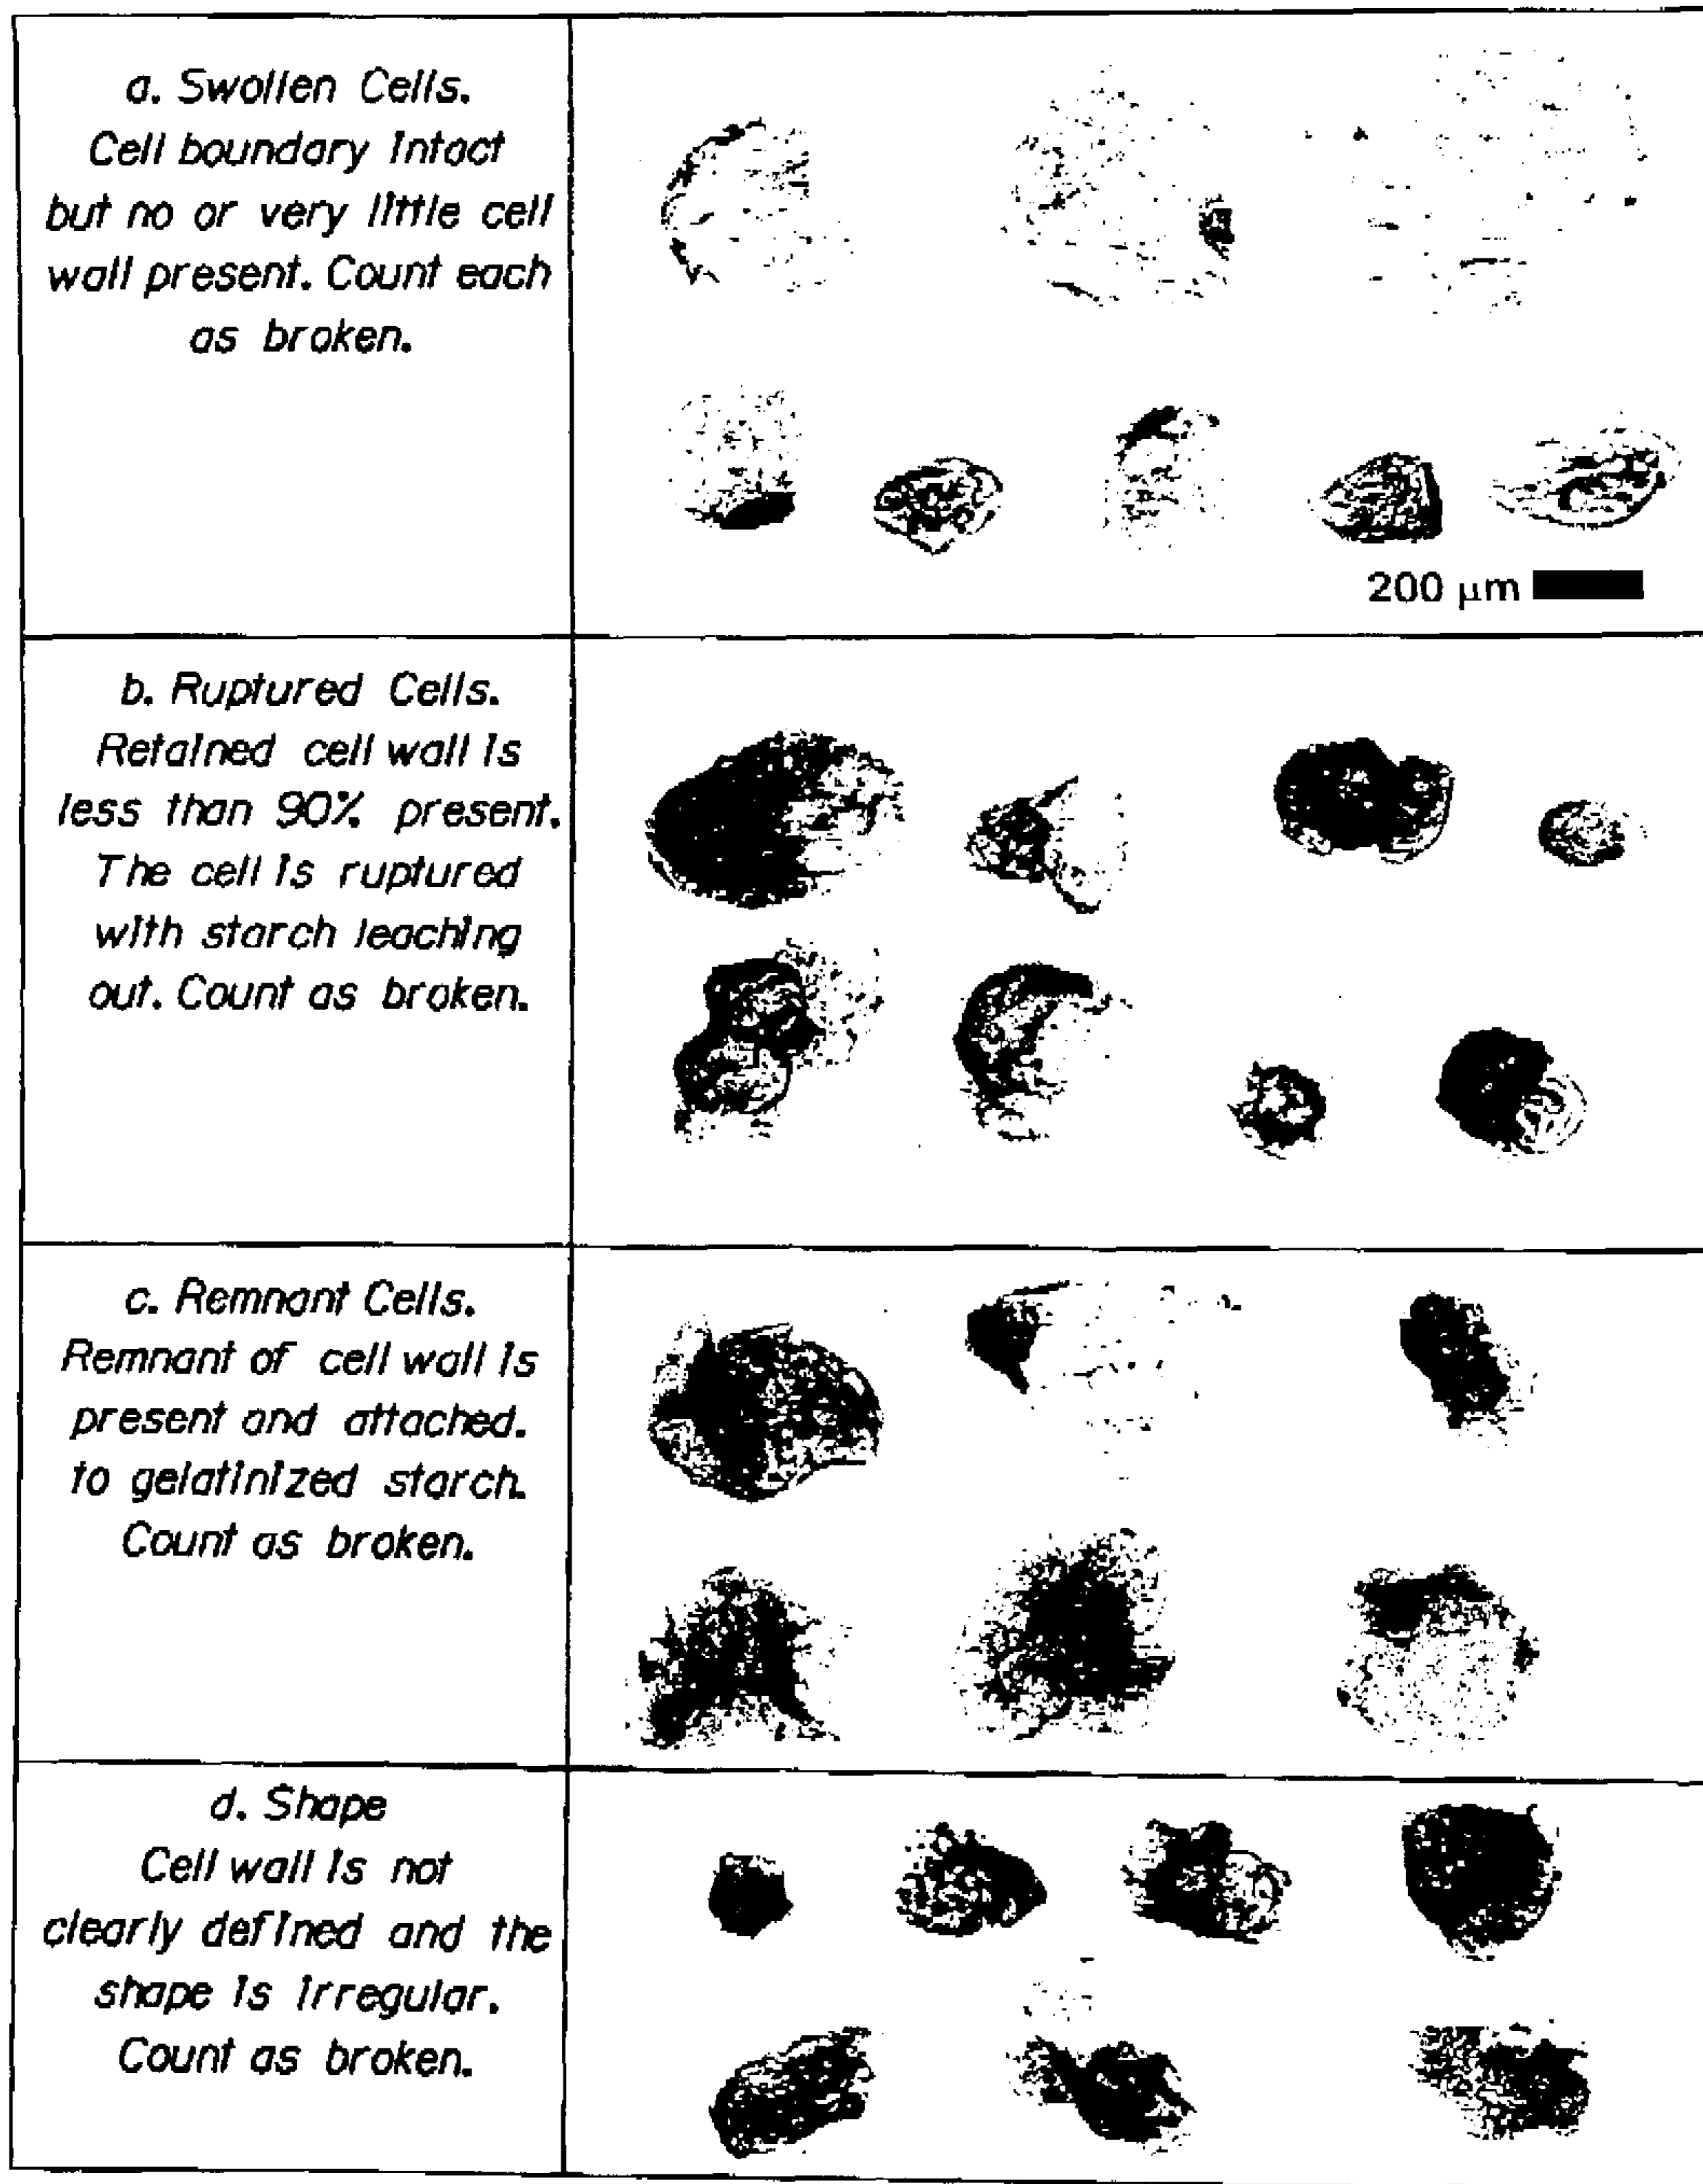 a. Swollen Cells.
Cell boundary Intact
but no or very little cell
wall present. Count each
as broken.
200 µm
b. Ruptured Cells.
Retained cell wall is
less than 90% present.
The cell is ruptured
with starch leaching
out. Count as broken.
c. Remnant Cells.
Remnant of cell wall is
present and attached.
to gelatinized starch.
Count as broken.
d. Shape
Cell wall is not
clearly defined and the
shape is irregular.
Count as broken.